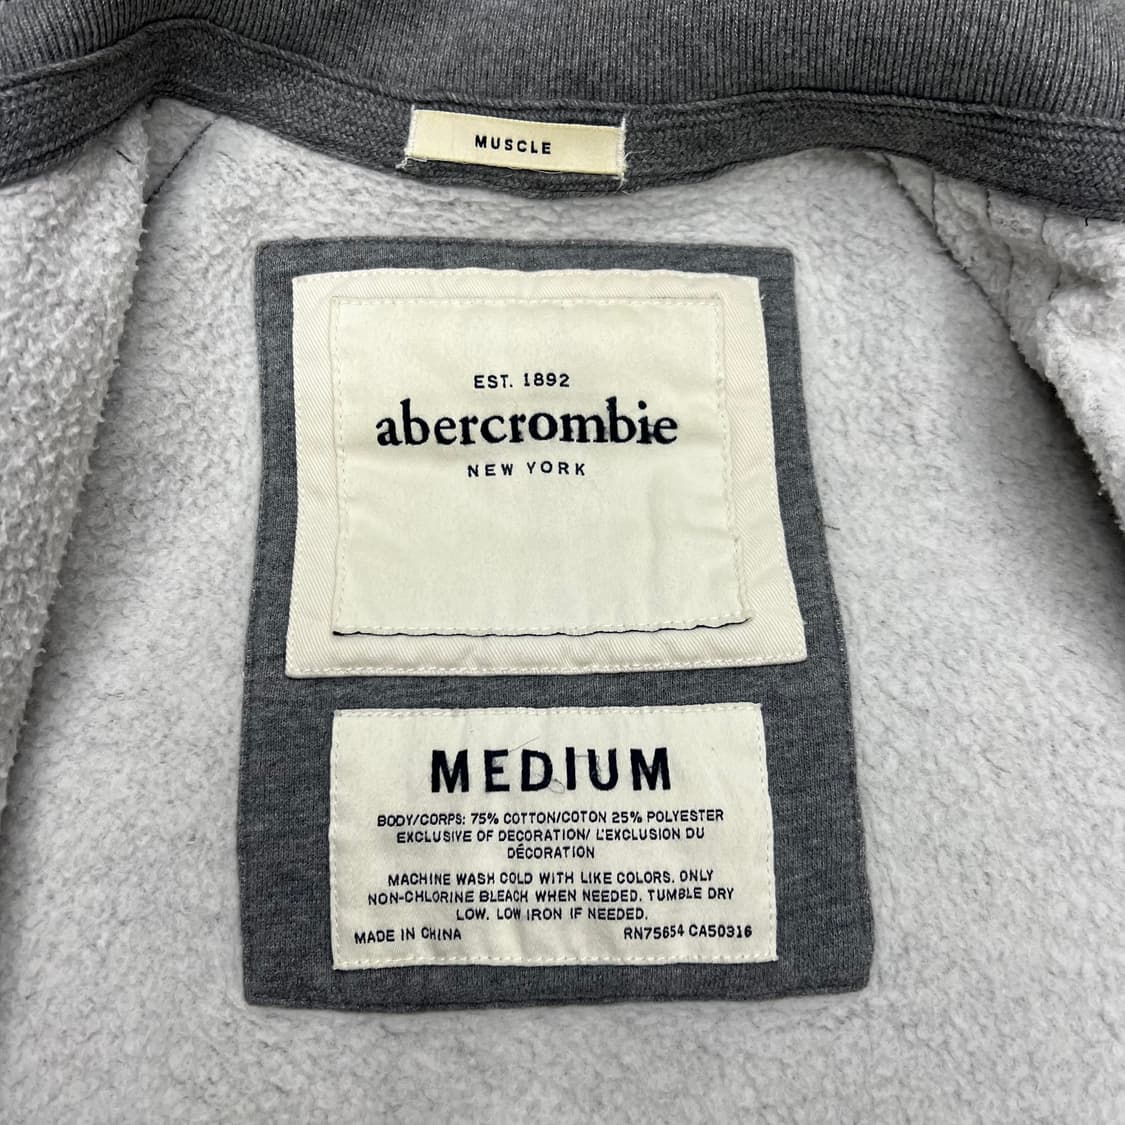 MUSCLE
EST. 1892
abercrombie
NEW YORK
MEDIUM
BODY/CORPS: 75% COTTON/COTON 25% POLYESTER
EXCLUSIVE OF DECORATION/ L'EXCLUSION DU
DÉCORATION
MACHINE WASH COLD WITH LIKE COLORS. ONLY
NON-CHLORINE BLEACH WHEN NEEDED. TUMBLE DRY
LOW. LOW IRON IF NEEDED.
MADE IN CHINA RN75654 CA50316